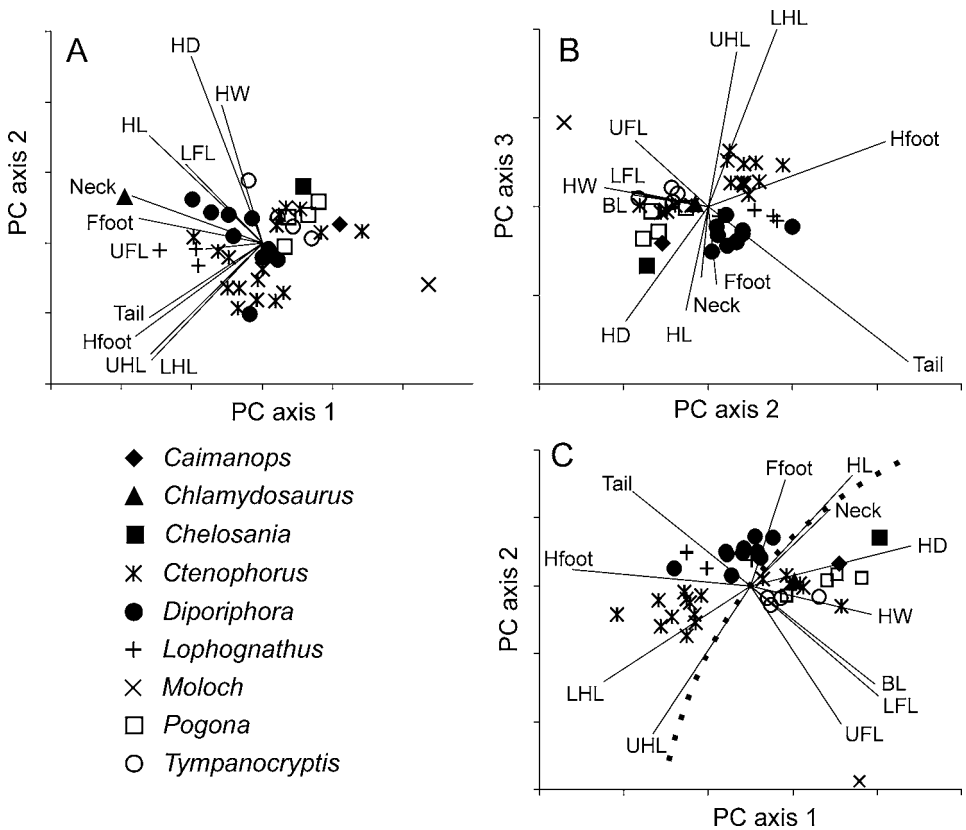 A
HD
HW
HL
LFL
Neck
Ffoot
UFL
Tail
Hfoot
UHL
LHL
PC axis 2
PC axis 1
B
LHL
UHL
UFL
Hfoot
LFL
HW
BL
Ffoot
Neck
HD
HL
Tail
PC axis 3
PC axis 2
Caimanops
Chlamydosaurus
Chelosania
Ctenophorus
Diporiphora
Lophognathus
Moloch
Pogona
Tympanocryptis
C
Ffoot
HL
Tail
Neck
HD
Hfoot
HW
LHL
BL
LFL
UHL
UFL
PC axis 2
PC axis 1